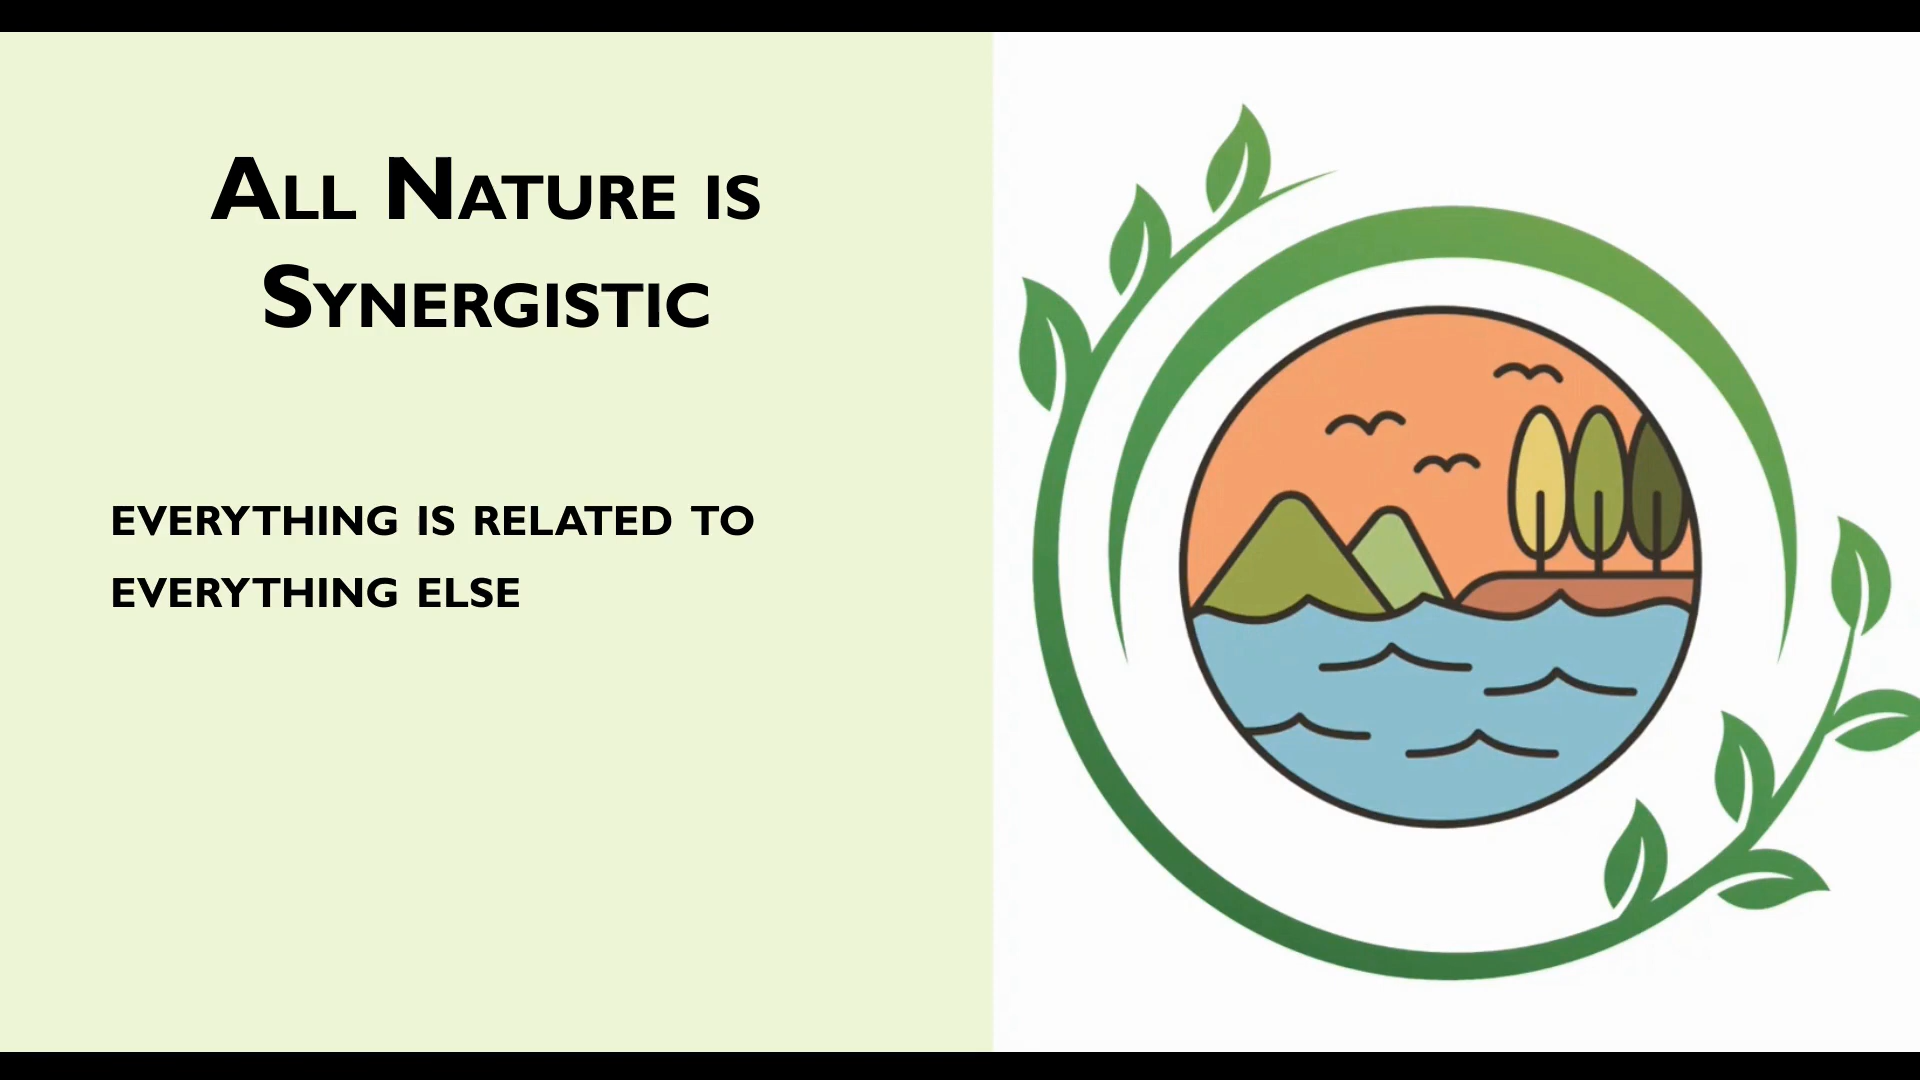 All Nature is
Synergistic
everything is related to
everything else